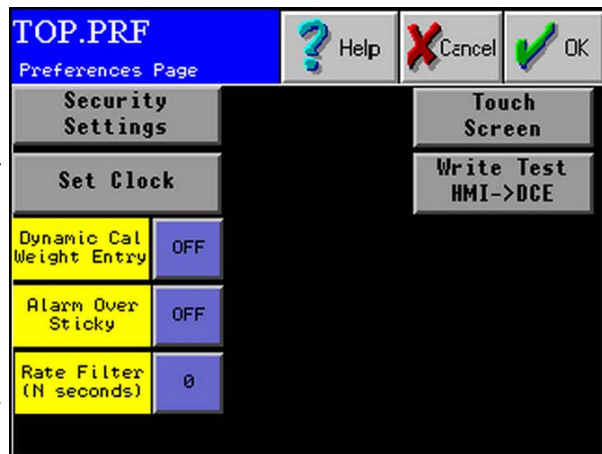 TOP.PRF
Preferences Page
Help
Cancel
OK
Security
Settings
Touch
Screen
Set Clock
Write Test
HMI->DCE
Dynamic Cal
Weight Entry
OFF
Alarm Over
Sticky
OFF
Rate Filter
(N seconds)
0